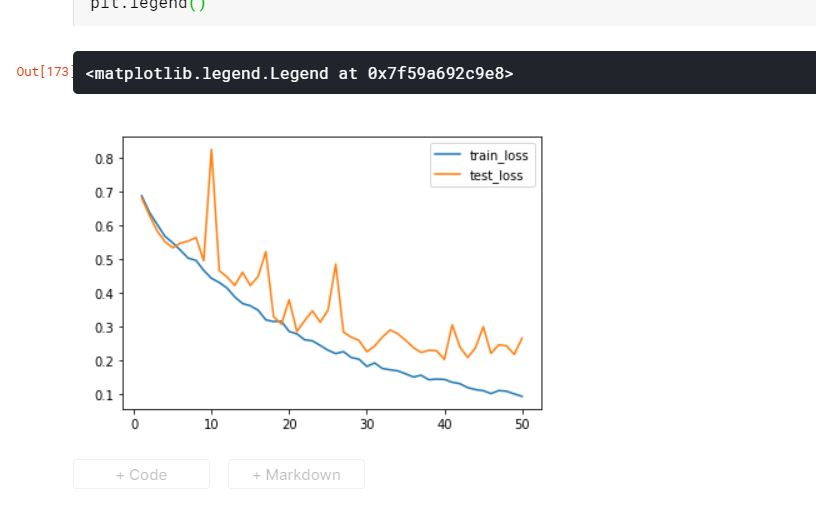 plt.legend()
Out[173]
<matplotlib.legend.Legend at 0x7f59a692c9e8>
train_loss
test_loss
0.8
0.7
0.6
0.5
0.4
0.3
0.2
0.1
0 10 20 30 40 50
+ Code + Markdown